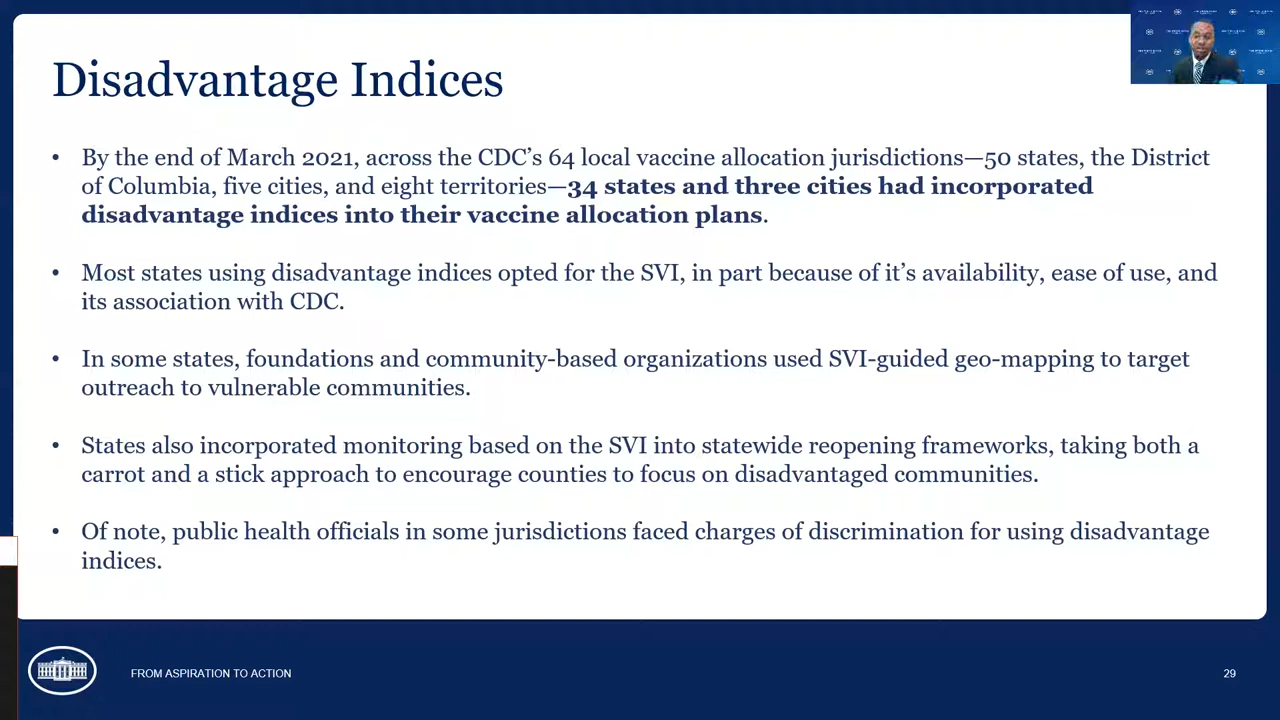 Disadvantage Indices
• By the end of March 2021, across the CDC’s 64 local vaccine allocation jurisdictions—50 states, the District
of Columbia, five cities, and eight territories—34 states and three cities had incorporated
disadvantage indices into their vaccine allocation plans.
• Most states using disadvantage indices opted for the SVI, in part because of it’s availability, ease of use, and
its association with CDC.
• In some states, foundations and community-based organizations used SVI-guided geo-mapping to target
outreach to vulnerable communities.
• States also incorporated monitoring based on the SVI into statewide reopening frameworks, taking both a
carrot and a stick approach to encourage counties to focus on disadvantaged communities.
• Of note, public health officials in some jurisdictions faced charges of discrimination for using disadvantage
indices.
FROM ASPIRATION TO ACTION
29